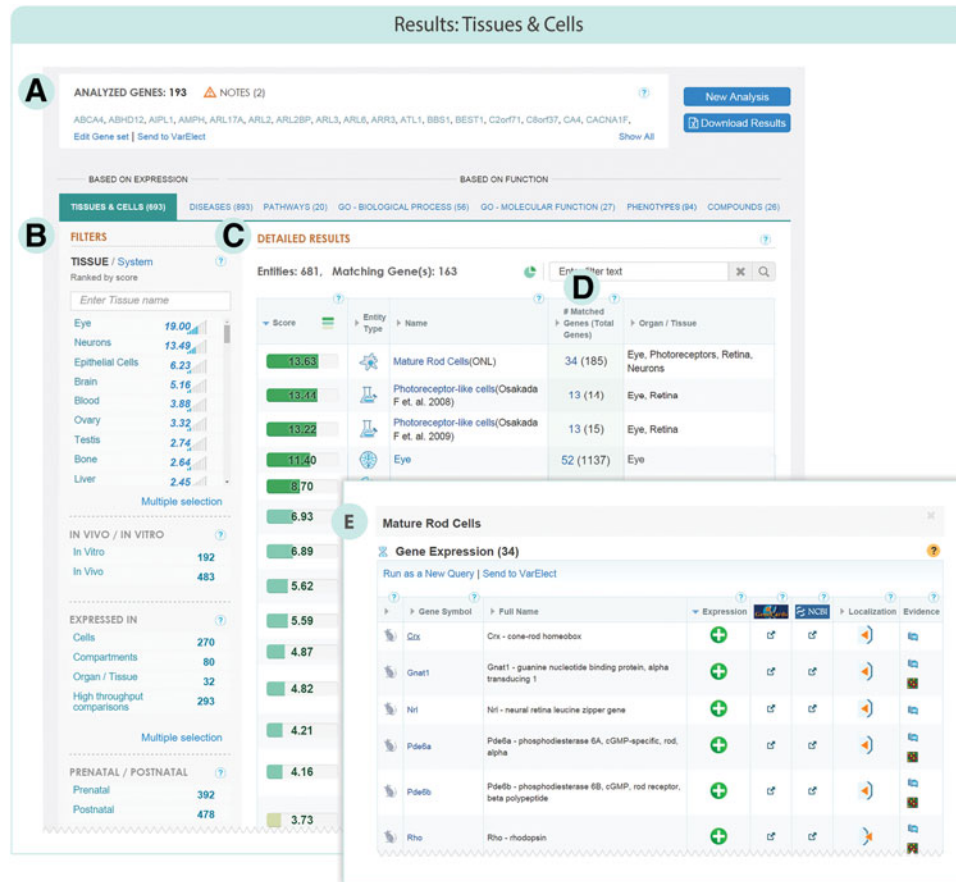 Results: Tissues & Cells
A
ANALYZED GENES: 193
NOTES (2)
?
New Analysis
ABCA4, ABHD12, AIPL1, AMPH, ARL17A, ARL2, ARL2BP, ARL3, ARL6, ARR3, ATL1, BBS1, BEST1, C2orf71, C8orf37, CA4, CACNA1F,
Download Results
Edit Gene set | Send to VarElect
Show All
BASED ON EXPRESSION
BASED ON FUNCTION
TISSUES & CELLS (693)
DISEASES (893)
PATHWAYS (20)
GO - BIOLOGICAL PROCESS (56)
GO - MOLECULAR FUNCTION (27)
PHENOTYPES (94)
COMPOUNDS (26)
B
FILTERS
TISSUE / System ?
Ranked by score
Enter Tissue name
Eye 19.00
Neurons 13.49
Epithelial Cells 6.23
Brain 5.16
Blood 3.88
Ovary 3.32
Testis 2.74
Bone 2.64
Liver 2.45
Multiple selection
IN VIVO / IN VITRO ?
In Vitro 192
In Vivo 483
EXPRESSED IN ?
Cells 270
Compartments 80
Organ / Tissue 32
High throughput
comparisons 293
Multiple selection
PRENATAL / POSTNATAL ?
Prenatal 392
Postnatal 478
C
DETAILED RESULTS ?
Entities: 681, Matching Gene(s): 163
Enter filter text
D
? ? ?
Score
Entity
Type
Name
# Matched
Genes (Total
Genes)
Organ / Tissue
13.63 Mature Rod Cells(ONL) 34 (185) Eye, Photoreceptors, Retina,
Neurons
13.44 Photoreceptor-like cells(Osakada
F et. al. 2008) 13 (14) Eye, Retina
13.22 Photoreceptor-like cells(Osakada
F et. al. 2009) 13 (15) Eye, Retina
11.40 Eye 52 (1137) Eye
8.70
6.93
6.89
5.62
5.59
4.87
4.82
4.21
4.16
3.73
E
Mature Rod Cells
Gene Expression (34) ?
Run as a New Query | Send to VarElect
? ? ? ? ? ? ?
Gene Symbol
Full Name
Expression
GeneCards
NCBI
Localization
Evidence
Crx Crx - cone-rod homeobox
Gnat1 Gnat1 - guanine nucleotide binding protein, alpha
transducing 1
Nrl Nrl - neural retina leucine zipper gene
Pde6a Pde6a - phosphodiesterase 6A, cGMP-specific, rod,
alpha
Pde6b Pde6b - phosphodiesterase 6B, cGMP, rod receptor,
beta polypeptide
Rho Rho - rhodopsin